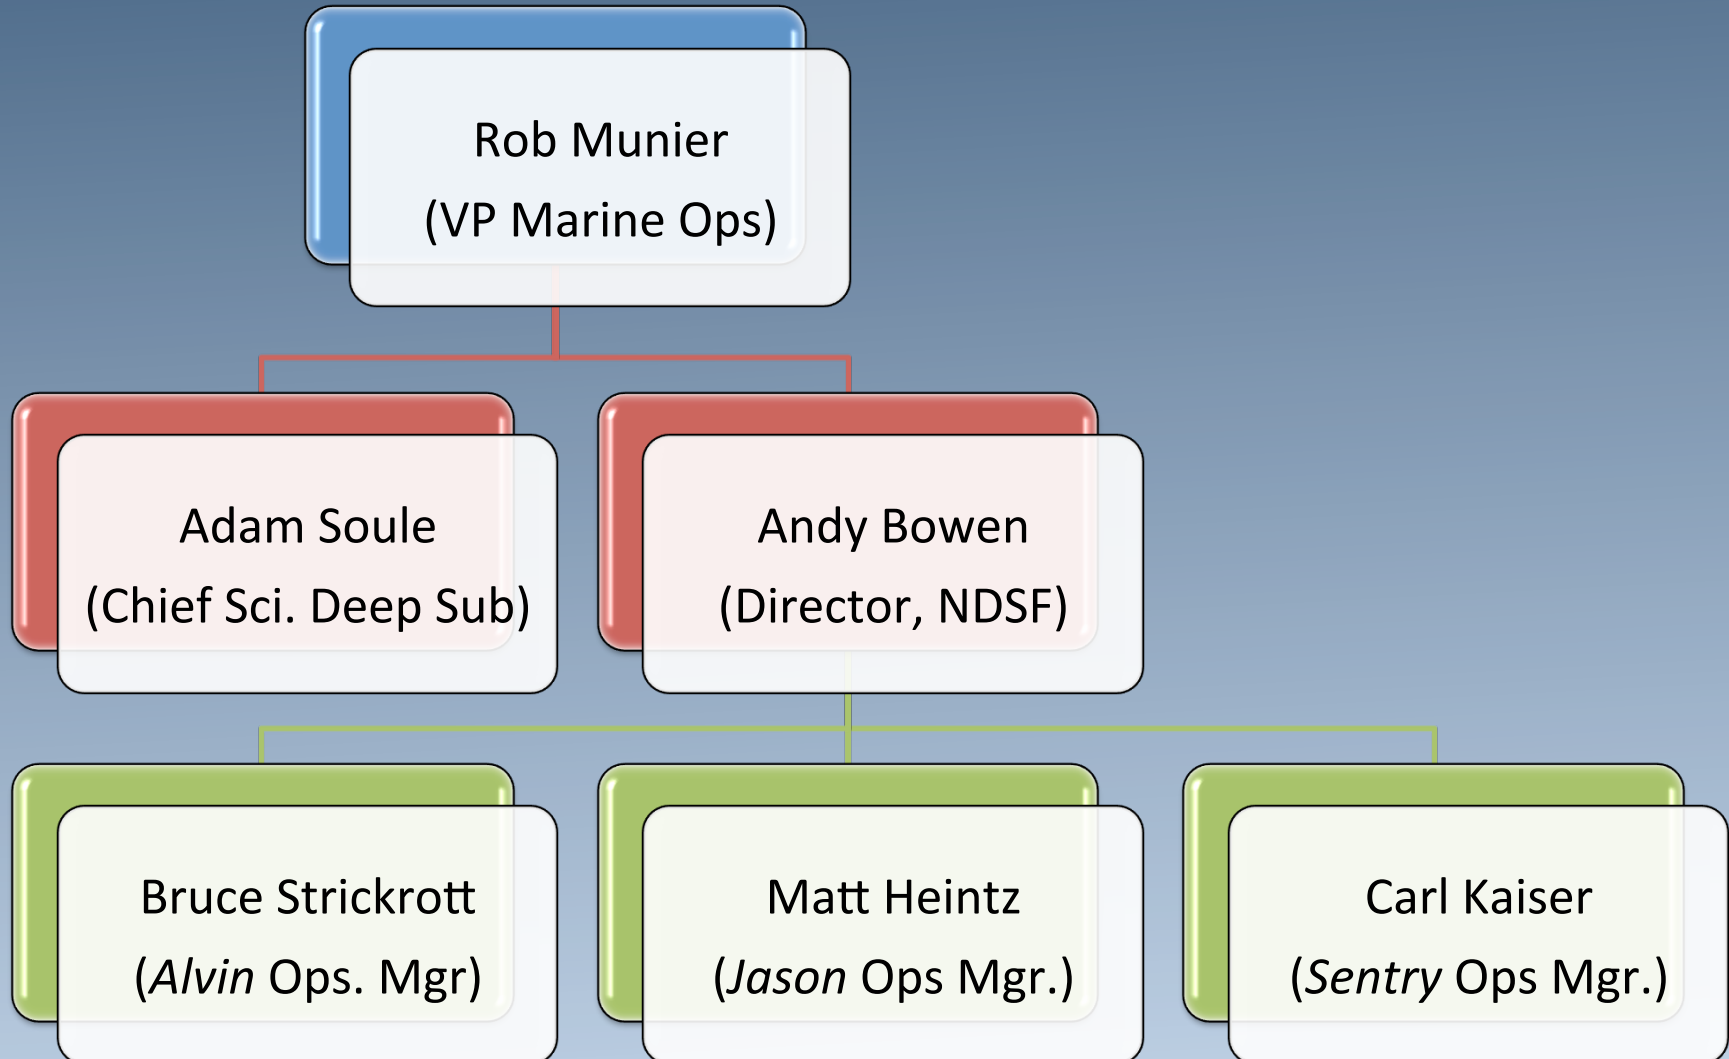 Rob Munier
(VP Marine Ops)
Adam Soule
(Chief Sci. Deep Sub)
Andy Bowen
(Director, NDSF)
Bruce Strickrott
(Alvin Ops. Mgr)
Matt Heintz
(Jason Ops Mgr.)
Carl Kaiser
(Sentry Ops Mgr.)